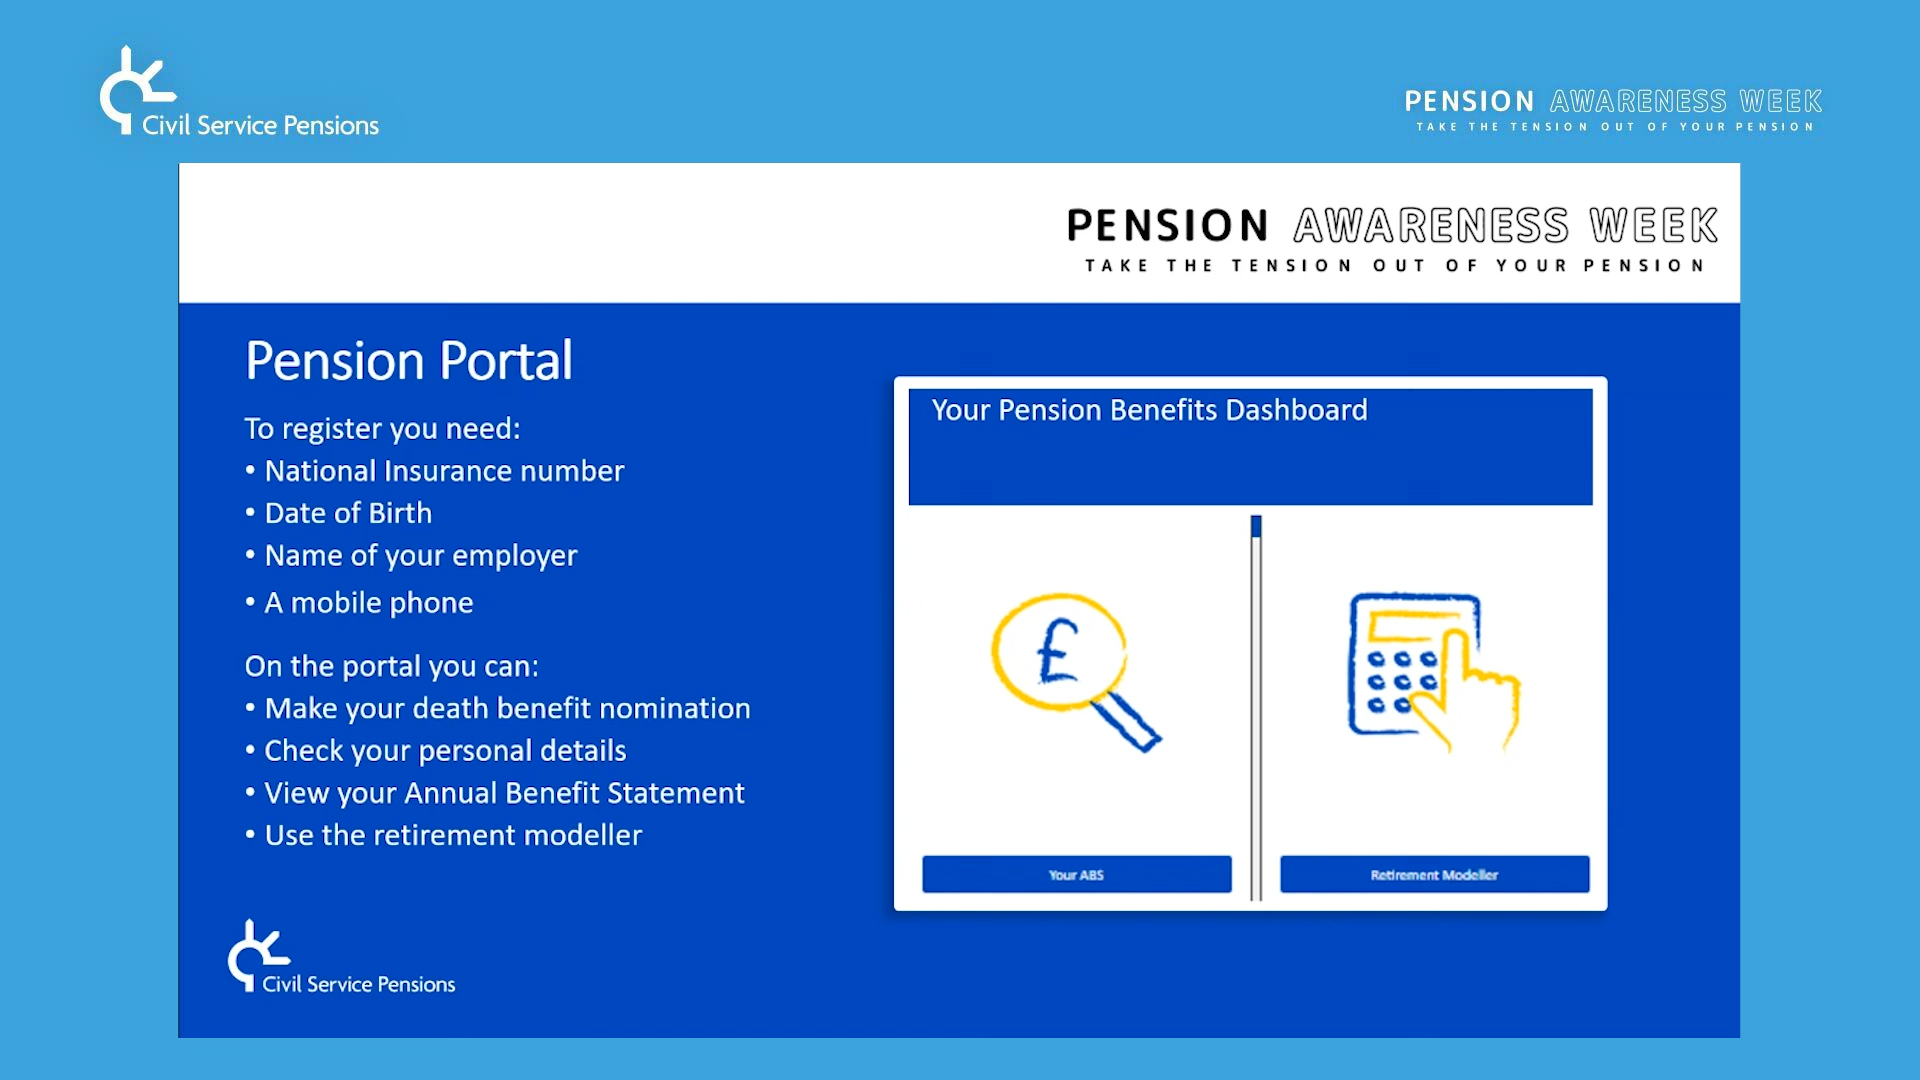 Civil Service Pensions
PENSION AWARENESS WEEK
TAKE THE TENSION OUT OF YOUR PENSION
PENSION AWARENESS WEEK
TAKE THE TENSION OUT OF YOUR PENSION
Pension Portal
To register you need:
• National Insurance number
• Date of Birth
• Name of your employer
• A mobile phone
On the portal you can:
• Make your death benefit nomination
• Check your personal details
• View your Annual Benefit Statement
• Use the retirement modeller
Your Pension Benefits Dashboard
£
Your ABS
Retirement Modeller
Civil Service Pensions